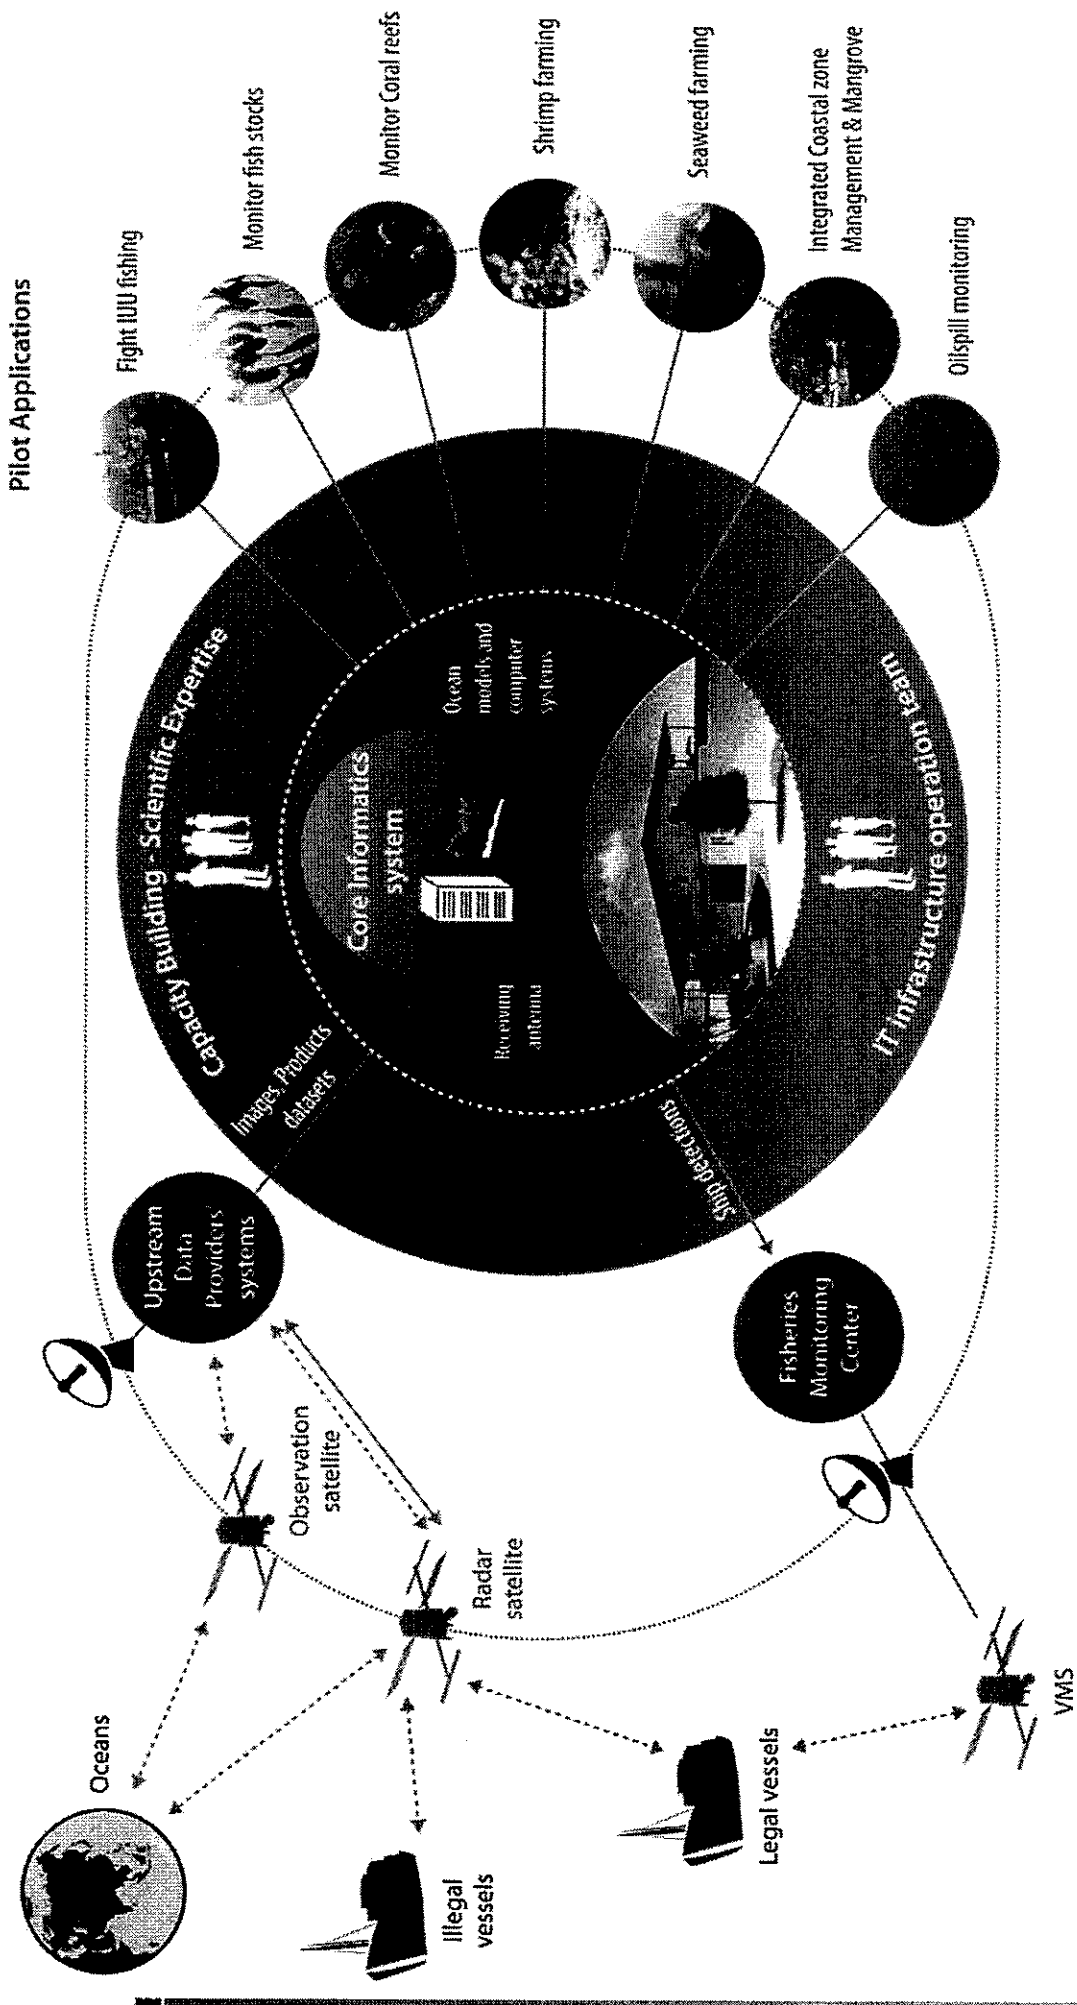 Pilot Applications
Oceans
Illegal
vessels
Legal vessels
VMS
Observation
satellite
Radar
satellite
Upstream
Data
Providers'
systems
Fisheries
Monitoring
Center
Images, Products
datasets
Ship detections
Capacity Building - Scientific Expertise
Core Informatics
system
Receiving
antenna
Ocean
models and
computer
systems
IT Infrastructure operation team
Fight IUU fishing
Monitor fish stocks
Monitor Coral reefs
Shrimp farming
Seaweed farming
Integrated Coastal zone
Management & Mangrove
Oilspill monitoring